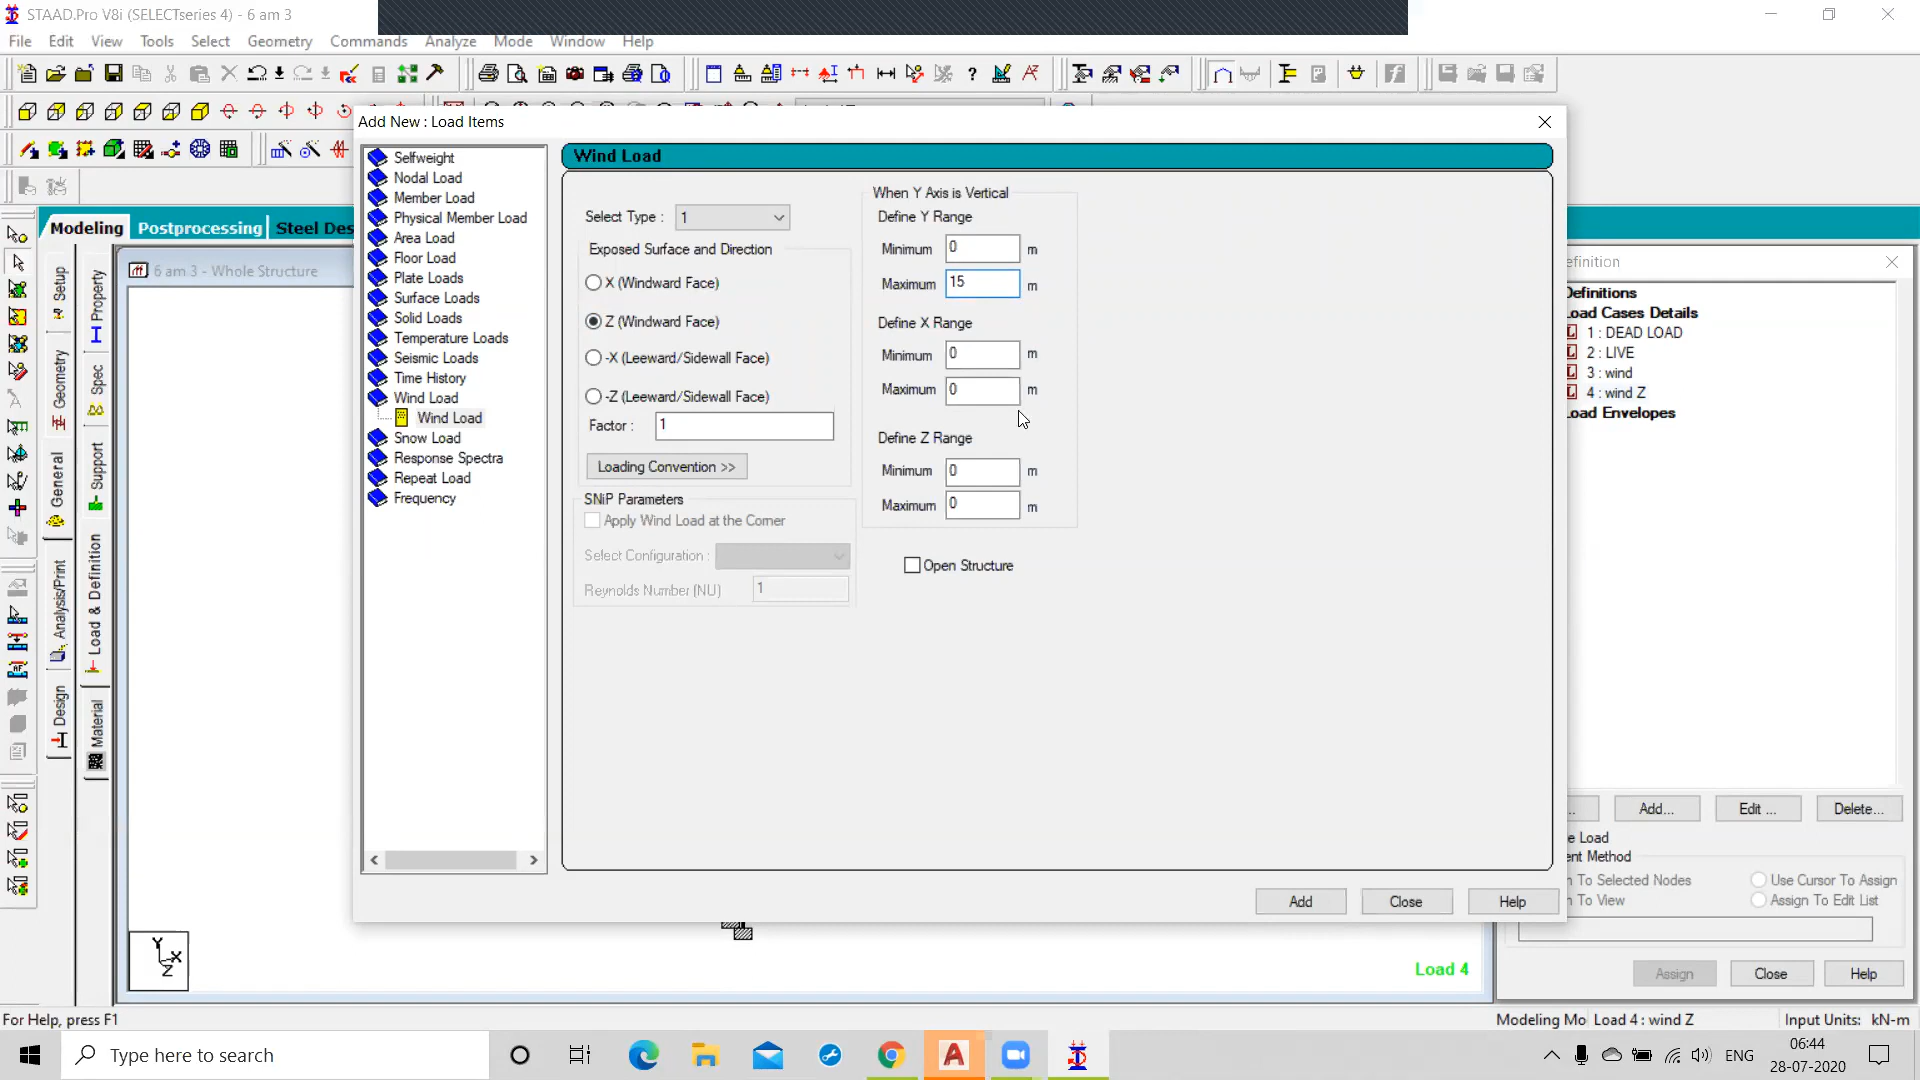 STAAD.Pro V8i (SELECTseries 4) - 6 am 3
File Edit View Tools Select Geometry Commands Analyze Mode Window Help
Add New : Load Items
Modeling Postprocessing Steel Des
6 am 3 - Whole Structure
Setup
Geometry
General
Analysis/Print
Design
Property
Spec
Support
Load & Definition
Material
Selfweight
Nodal Load
Member Load
Physical Member Load
Area Load
Floor Load
Plate Loads
Surface Loads
Solid Loads
Temperature Loads
Seismic Loads
Time History
Wind Load
Wind Load
Snow Load
Response Spectra
Repeat Load
Frequency
Wind Load
Select Type : 1
Exposed Surface and Direction
X (Windward Face)
Z (Windward Face)
-X (Leeward/Sidewall Face)
-Z (Leeward/Sidewall Face)
Factor : 1
Loading Convention >>
SNiP Parameters
Apply Wind Load at the Corner
Select Configuration :
Reynolds Number (NU) 1
When Y Axis is Vertical
Define Y Range
Minimum 0 m
Maximum 15 m
Define X Range
Minimum 0 m
Maximum 0 m
Define Z Range
Minimum 0 m
Maximum 0 m
Open Structure
Add Close Help
efinition
Definitions
Load Cases Details
1 : DEAD LOAD
2 : LIVE
3 : wind
4 : wind Z
Load Envelopes
... Add... Edit ... Delete...
e Load
ent Method
n To Selected Nodes Use Cursor To Assign
n To View Assign To Edit List
Assign Close Help
Y
X
Z
Load 4
For Help, press F1
Modeling Mo Load 4 : wind Z Input Units: kN-m
Type here to search
ENG
06:44
28-07-2020